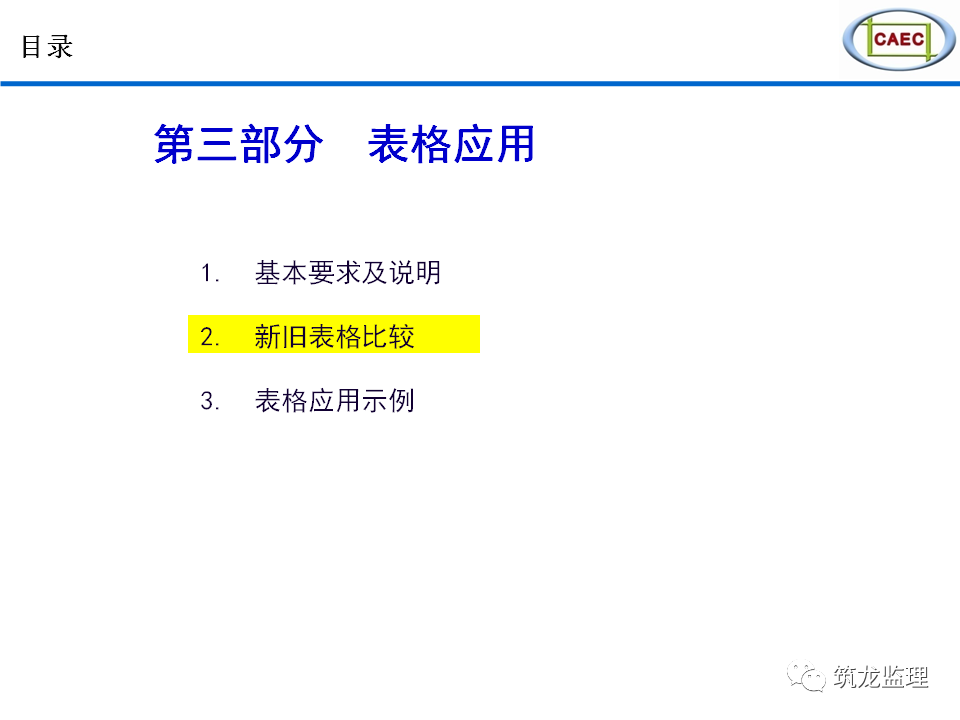 目录
CAEC
第三部分 表格应用
1. 基本要求及说明
2. 新旧表格比较
3. 表格应用示例
筑龙监理